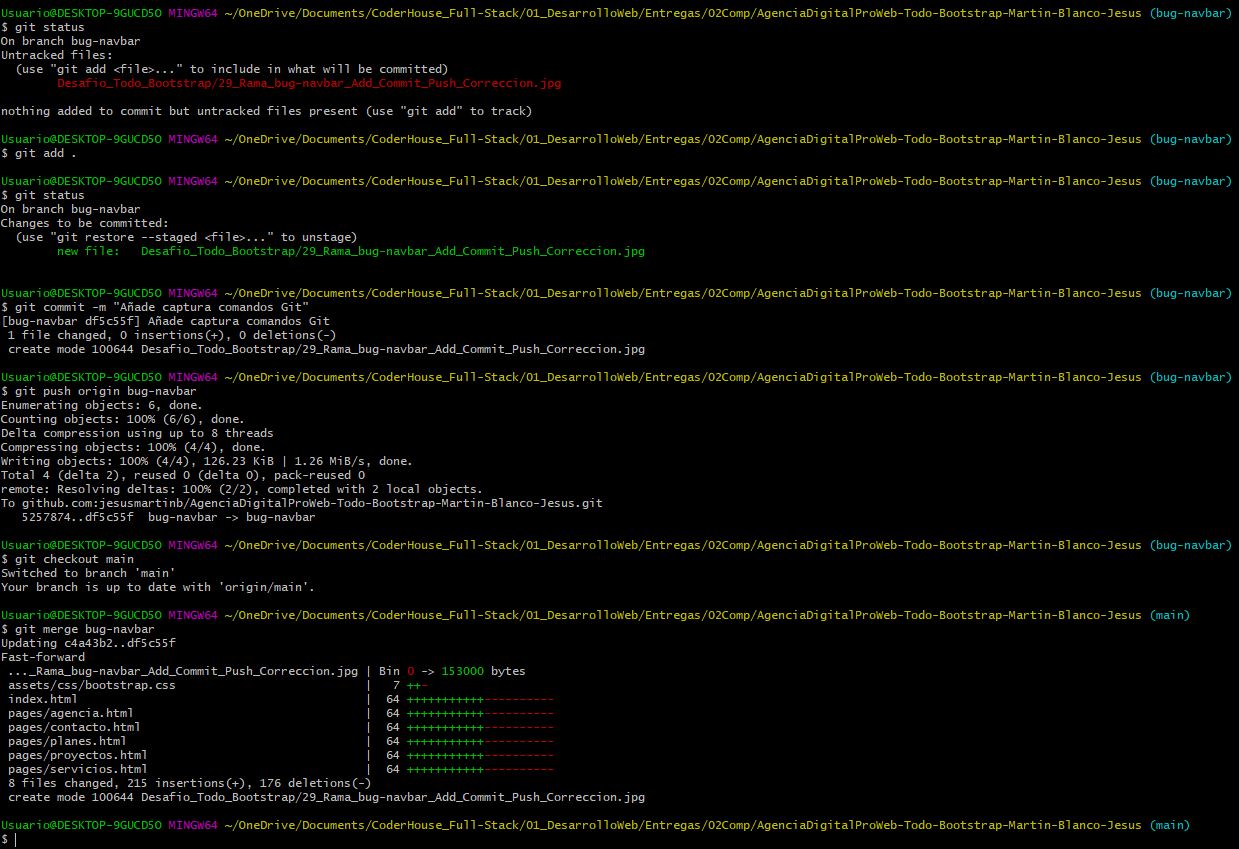 Usuario@DESKTOP-9GUCD5O MINGW64 ~/OneDrive/Documents/CoderHouse_Full-Stack/01_DesarrolloWeb/Entregas/02Comp/AgenciaDigitalProWeb-Todo-Bootstrap-Martin-Blanco-Jesus (bug-navbar)
$ git status
On branch bug-navbar
Untracked files:
  (use "git add <file>..." to include in what will be committed)
        Desafio_Todo_Bootstrap/29_Rama_bug-navbar_Add_Commit_Push_Correccion.jpg

nothing added to commit but untracked files present (use "git add" to track)

Usuario@DESKTOP-9GUCD5O MINGW64 ~/OneDrive/Documents/CoderHouse_Full-Stack/01_DesarrolloWeb/Entregas/02Comp/AgenciaDigitalProWeb-Todo-Bootstrap-Martin-Blanco-Jesus (bug-navbar)
$ git add .

Usuario@DESKTOP-9GUCD5O MINGW64 ~/OneDrive/Documents/CoderHouse_Full-Stack/01_DesarrolloWeb/Entregas/02Comp/AgenciaDigitalProWeb-Todo-Bootstrap-Martin-Blanco-Jesus (bug-navbar)
$ git status
On branch bug-navbar
Changes to be committed:
  (use "git restore --staged <file>..." to unstage)
        new file:   Desafio_Todo_Bootstrap/29_Rama_bug-navbar_Add_Commit_Push_Correccion.jpg

Usuario@DESKTOP-9GUCD5O MINGW64 ~/OneDrive/Documents/CoderHouse_Full-Stack/01_DesarrolloWeb/Entregas/02Comp/AgenciaDigitalProWeb-Todo-Bootstrap-Martin-Blanco-Jesus (bug-navbar)
$ git commit -m "Añade captura comandos Git"
[bug-navbar df5c55f] Añade captura comandos Git
 1 file changed, 0 insertions(+), 0 deletions(-)
 create mode 100644 Desafio_Todo_Bootstrap/29_Rama_bug-navbar_Add_Commit_Push_Correccion.jpg

Usuario@DESKTOP-9GUCD5O MINGW64 ~/OneDrive/Documents/CoderHouse_Full-Stack/01_DesarrolloWeb/Entregas/02Comp/AgenciaDigitalProWeb-Todo-Bootstrap-Martin-Blanco-Jesus (bug-navbar)
$ git push origin bug-navbar
Enumerating objects: 6, done.
Counting objects: 100% (6/6), done.
Delta compression using up to 8 threads
Compressing objects: 100% (4/4), done.
Writing objects: 100% (4/4), 126.23 KiB | 1.26 MiB/s, done.
Total 4 (delta 2), reused 0 (delta 0), pack-reused 0
remote: Resolving deltas: 100% (2/2), completed with 2 local objects.
To github.com:jesusmartinb/AgenciaDigitalProWeb-Todo-Bootstrap-Martin-Blanco-Jesus.git
   5257874..df5c55f  bug-navbar -> bug-navbar

Usuario@DESKTOP-9GUCD5O MINGW64 ~/OneDrive/Documents/CoderHouse_Full-Stack/01_DesarrolloWeb/Entregas/02Comp/AgenciaDigitalProWeb-Todo-Bootstrap-Martin-Blanco-Jesus (bug-navbar)
$ git checkout main
Switched to branch 'main'
Your branch is up to date with 'origin/main'.

Usuario@DESKTOP-9GUCD5O MINGW64 ~/OneDrive/Documents/CoderHouse_Full-Stack/01_DesarrolloWeb/Entregas/02Comp/AgenciaDigitalProWeb-Todo-Bootstrap-Martin-Blanco-Jesus (main)
$ git merge bug-navbar
Updating c4a43b2..df5c55f
Fast-forward
 ..._Rama_bug-navbar_Add_Commit_Push_Correccion.jpg | Bin 0 -> 153000 bytes
 assets/css/bootstrap.css                           |   7 ++-
 index.html                                         |  64 +++++++++++----------
 pages/agencia.html                                 |  64 +++++++++++----------
 pages/contacto.html                                |  64 +++++++++++----------
 pages/planes.html                                  |  64 +++++++++++----------
 pages/proyectos.html                               |  64 +++++++++++----------
 pages/servicios.html                               |  64 +++++++++++----------
 8 files changed, 215 insertions(+), 176 deletions(-)
 create mode 100644 Desafio_Todo_Bootstrap/29_Rama_bug-navbar_Add_Commit_Push_Correccion.jpg

Usuario@DESKTOP-9GUCD5O MINGW64 ~/OneDrive/Documents/CoderHouse_Full-Stack/01_DesarrolloWeb/Entregas/02Comp/AgenciaDigitalProWeb-Todo-Bootstrap-Martin-Blanco-Jesus (main)
$